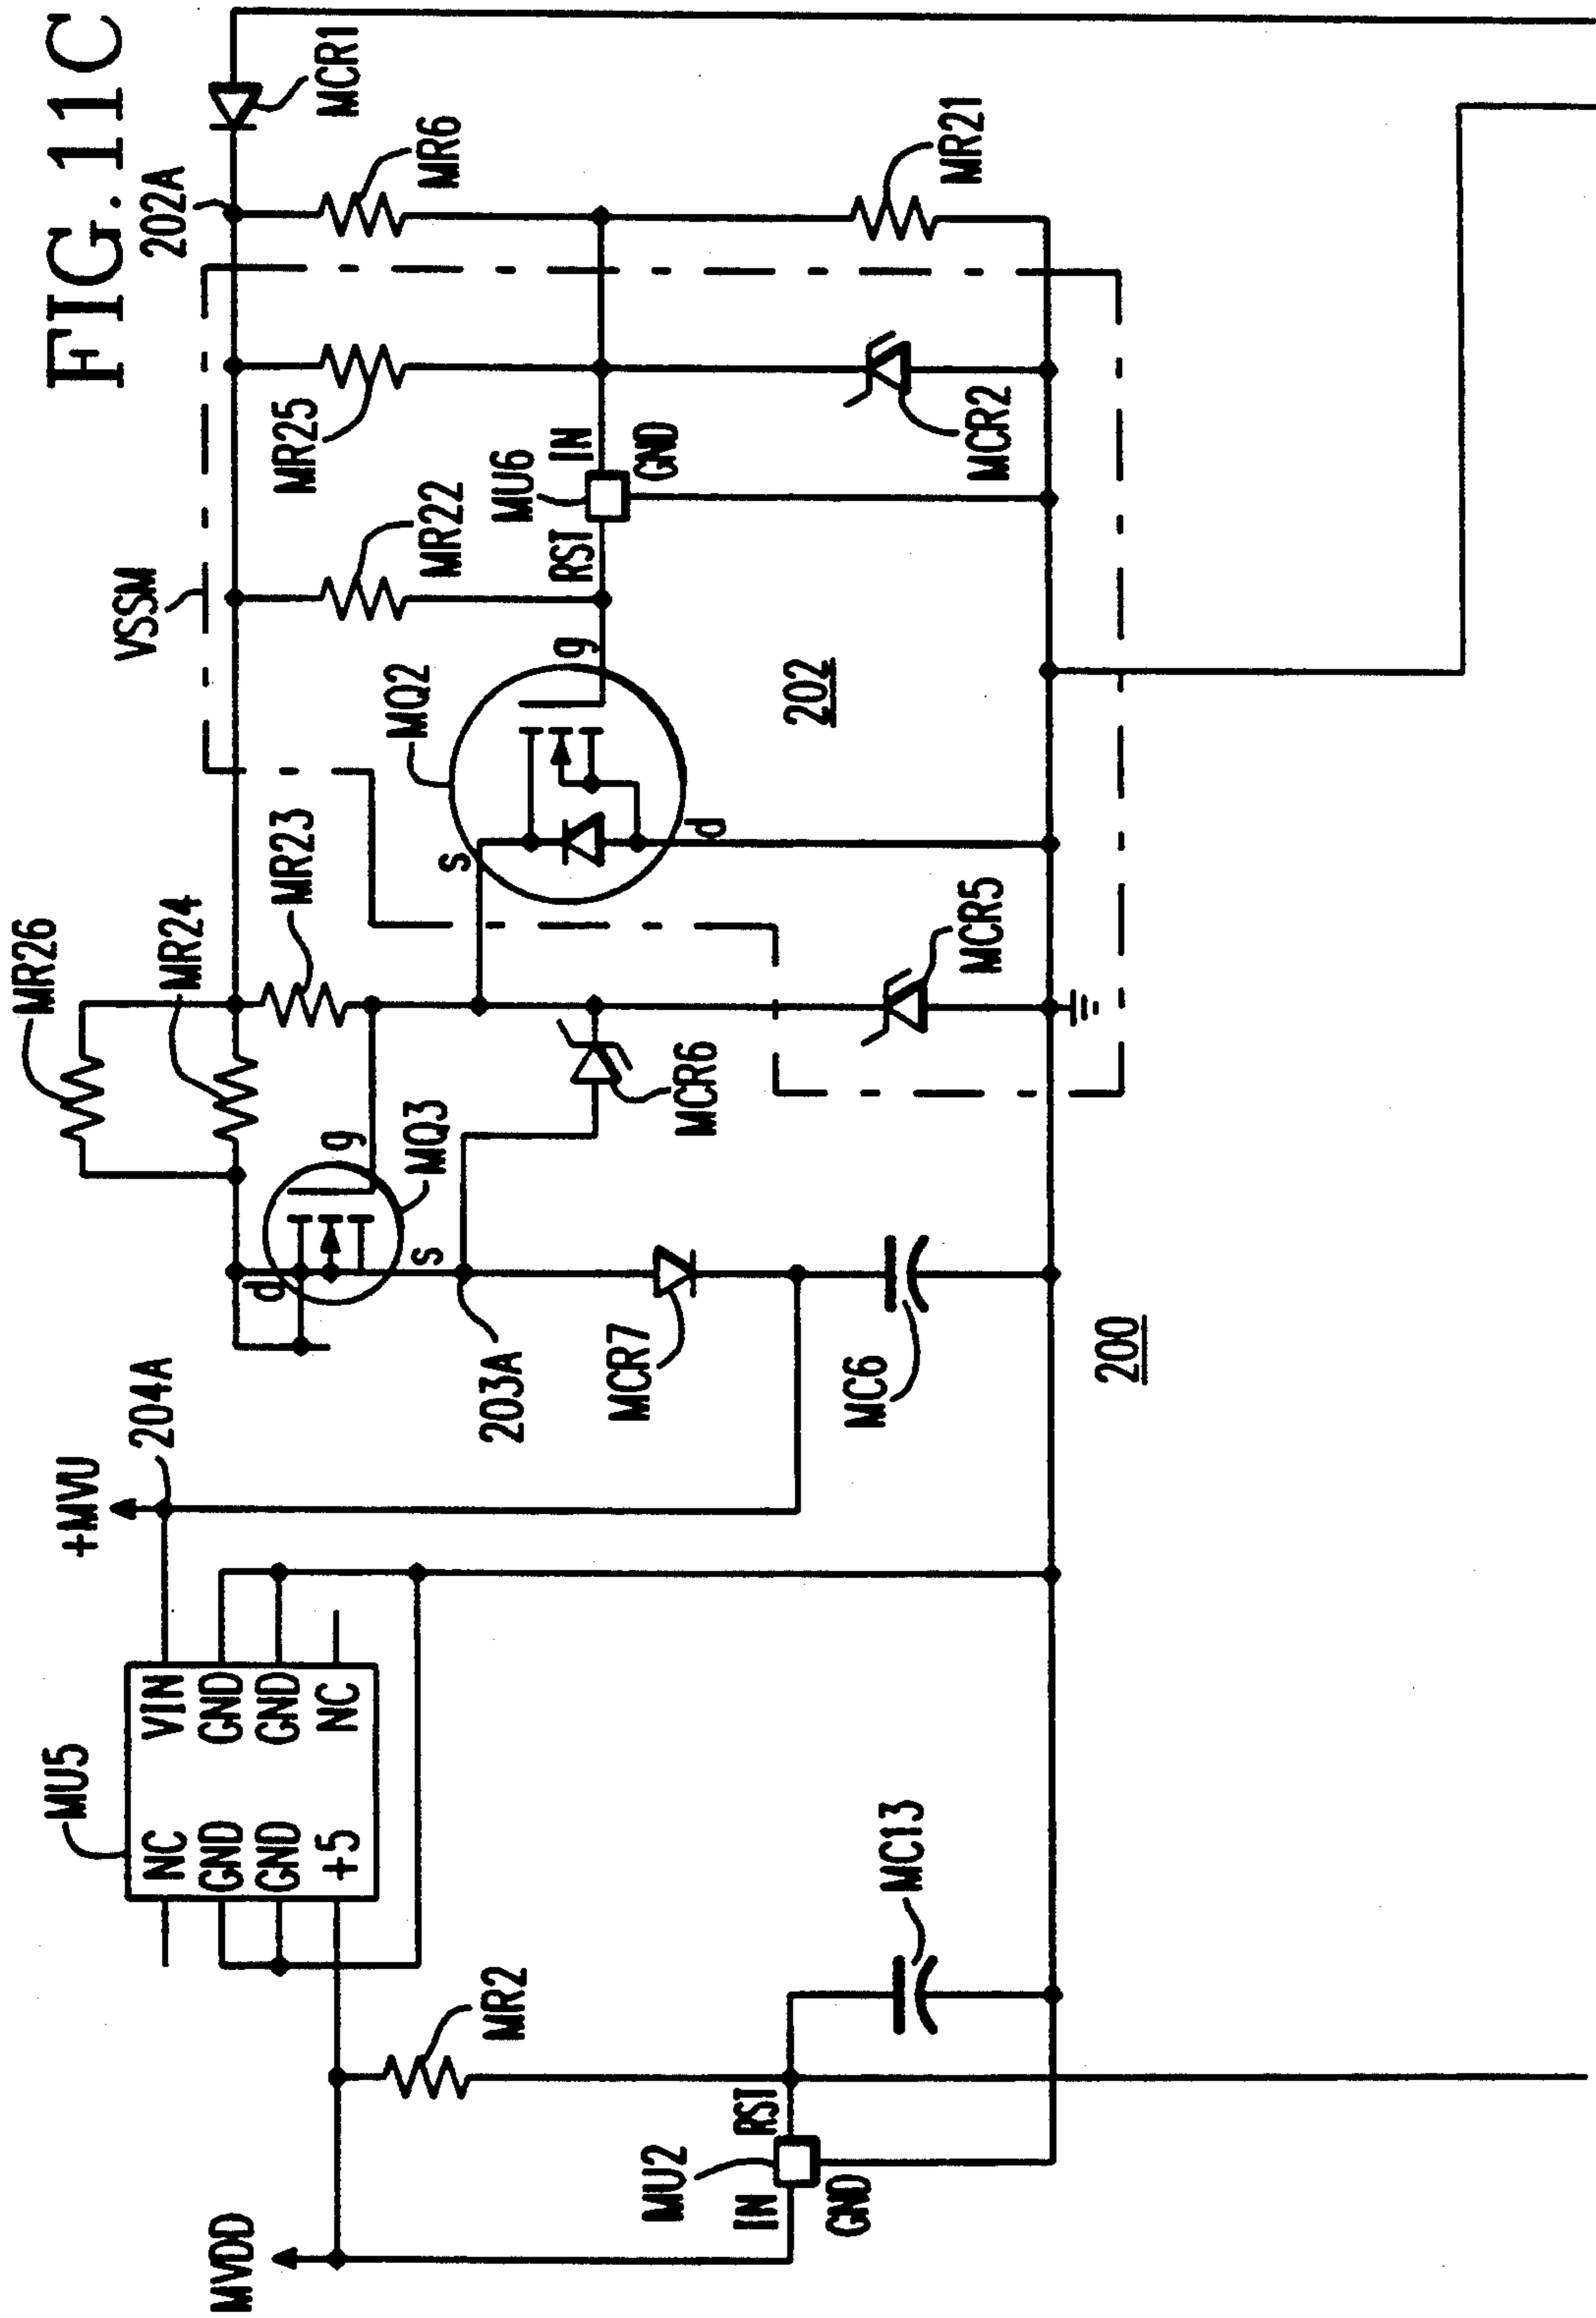 FIG. 11C
202A
MCR1
MR6
MR21
VSSM
MR25
MR22
MU6
IN
GND
RST
MCR2
MQ2
g
s
d
202
MR26
MR24
MR23
MCR5
MCR6
MQ3
g
d
s
203A
MCR7
MC6
200
+MVU
204A
MU5
NC
VIN
GND
GND
GND
GND
+5
NC
MR2
MC13
MVDD
MU2
IN
RST
GND